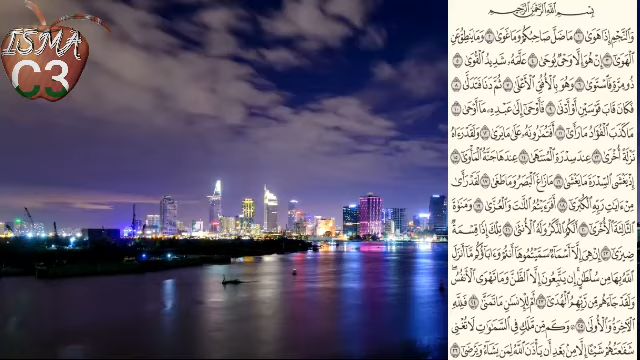 ISMA
C3
بِسْمِ اللَّهِ الرَّحْمَٰنِ الرَّحِيمِ
وَالنَّجْمِ إِذَا هَوَىٰ ١ مَا ضَلَّ صَاحِبُكُمْ وَمَا غَوَىٰ ٢ وَمَا يَنطِقُ عَنِ
الْهَوَىٰ ٣ إِنْ هُوَ إِلَّا وَحْيٌ يُوحَىٰ ٤ عَلَّمَهُ شَدِيدُ الْقُوَىٰ ٥
ذُو مِرَّةٍ فَاسْتَوَىٰ ٦ وَهُوَ بِالْأُفُقِ الْأَعْلَىٰ ٧ ثُمَّ دَنَا فَتَدَلَّىٰ ٨
فَكَانَ قَابَ قَوْسَيْنِ أَوْ أَدْنَىٰ ٩ فَأَوْحَىٰ إِلَىٰ عَبْدِهِ مَا أَوْحَىٰ ١٠
مَا كَذَبَ الْفُؤَادُ مَا رَأَىٰ ١١ أَفَتُمَارُونَهُ عَلَىٰ مَا يَرَىٰ ١٢ وَلَقَدْ رَآهُ
نَزْلَةً أُخْرَىٰ ١٣ عِندَ سِدْرَةِ الْمُنتَهَىٰ ١٤ عِندَهَا جَنَّةُ الْمَأْوَىٰ ١٥
إِذْ يَغْشَى السِّدْرَةَ مَا يَغْشَىٰ ١٦ مَا زَاغَ الْبَصَرُ وَمَا طَغَىٰ ١٧ لَقَدْ رَأَىٰ
مِنْ آيَاتِ رَبِّهِ الْكُبْرَىٰ ١٨ أَفَرَأَيْتُمُ اللَّاتَ وَالْعُزَّىٰ ١٩ وَمَنَاةَ
الثَّالِثَةَ الْأُخْرَىٰ ٢٠ أَلَكُمُ الذَّكَرُ وَلَهُ الْأُنثَىٰ ٢١ تِلْكَ إِذًا قِسْمَةٌ
ضِيزَىٰ ٢٢ إِنْ هِيَ إِلَّا أَسْمَاءٌ سَمَّيْتُمُوهَا أَنتُمْ وَآبَاؤُكُم مَّا أَنزَلَ
اللَّهُ بِهَا مِن سُلْطَانٍ إِن يَتَّبِعُونَ إِلَّا الظَّنَّ وَمَا تَهْوَى الْأَنفُسُ
وَلَقَدْ جَاءَهُم مِّن رَّبِّهِمُ الْهُدَىٰ ٢٣ أَمْ لِلْإِنسَانِ مَا تَمَنَّىٰ ٢٤ فَلِلَّهِ
الْآخِرَةُ وَالْأُولَىٰ ٢٥ وَكَم مِّن مَّلَكٍ فِي السَّمَاوَاتِ لَا تُغْنِي
شَفَاعَتُهُمْ شَيْئًا إِلَّا مِن بَعْدِ أَن يَأْذَنَ اللَّهُ لِمَن يَشَاءُ وَيَرْضَىٰ ٢٦